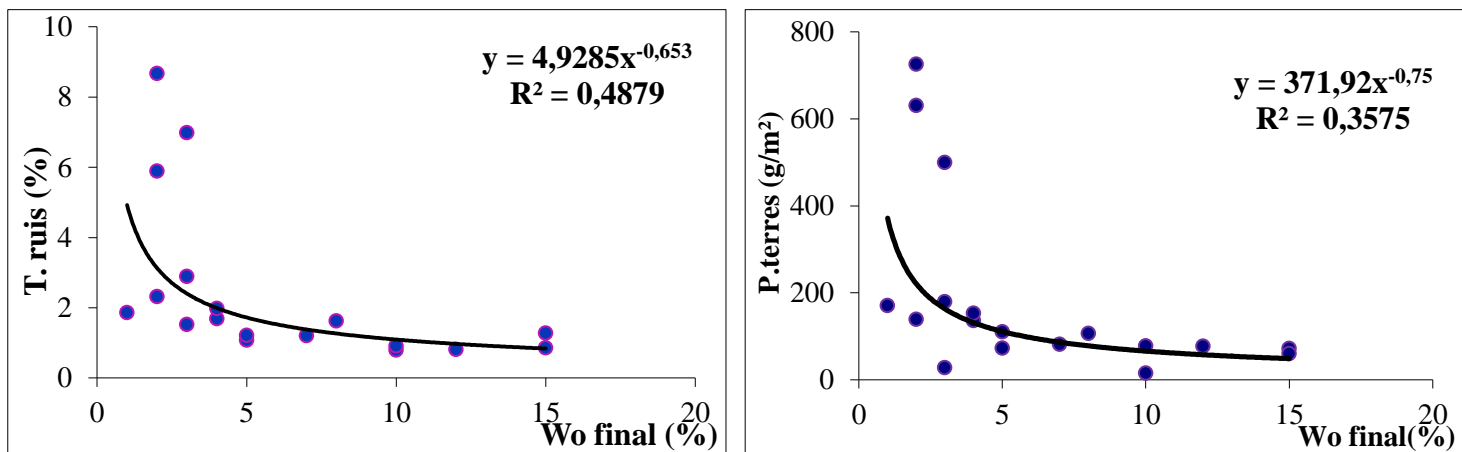 10
8
6
4
2
0
T. ruis (%)
y = 4,9285x⁻⁰,⁶⁵³
R² = 0,4879
0 5 10 15 20
Wo final (%)
800
600
400
200
0
P.terres (g/m²)
y = 371,92x⁻⁰,⁷⁵
R² = 0,3575
0 5 10 15 20
Wo final(%)